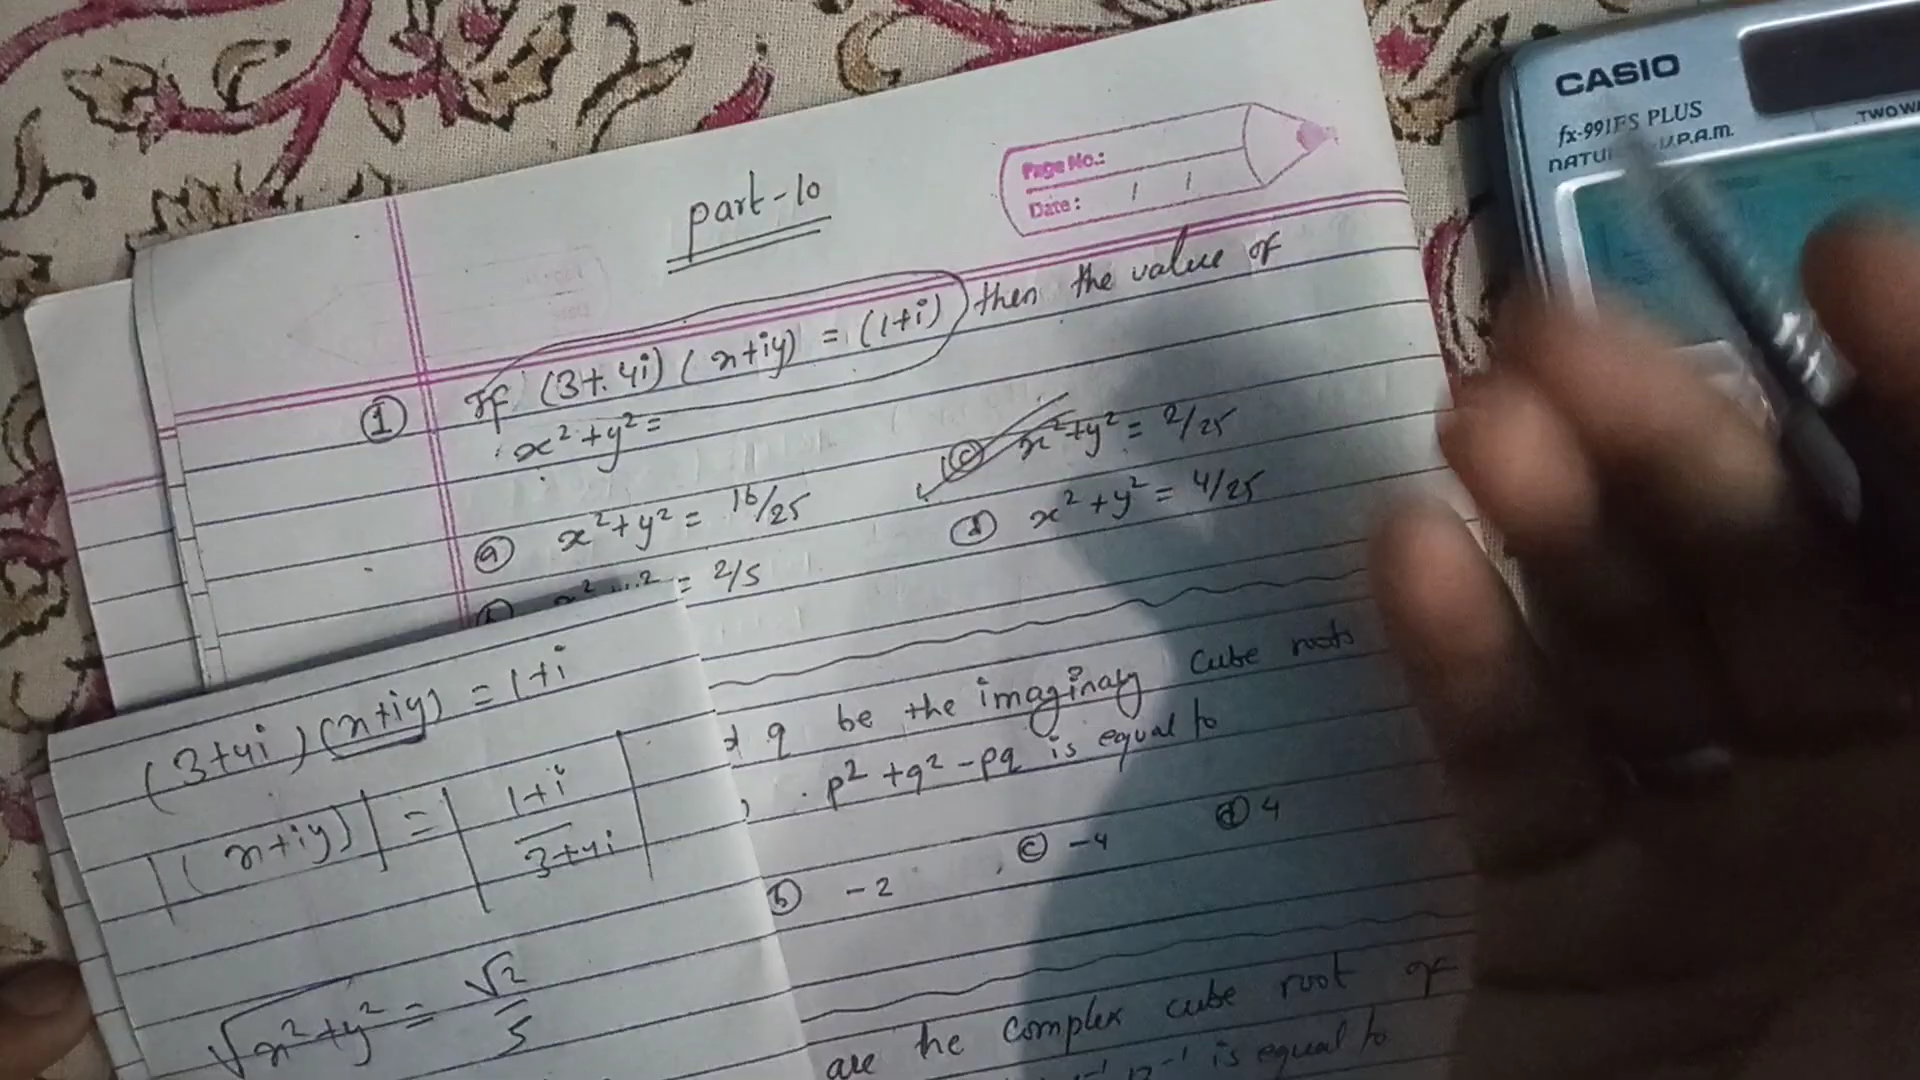 CASIO
fx-991ES PLUS
TWO WA
NATU V.P.A.M.
Page No.:
Date: / /
part-10
① If (3+4i)(x+iy) = (1+i) then the value of
x²+y²=
ⓐ x²+y² = 16/25
ⓒ x²+y² = 2/25
= 2/5
ⓓ x²+y² = 4/25
q be the imaginary cube roots
p²+q²-pq is equal to
ⓑ -2 ⓒ -4 ⓓ 4
are the complex cube root of
is equal to
(3+4i)(x+iy) = 1+i
|(x+iy)| = |1+i/3+4i|
√x²+y² = √2/5